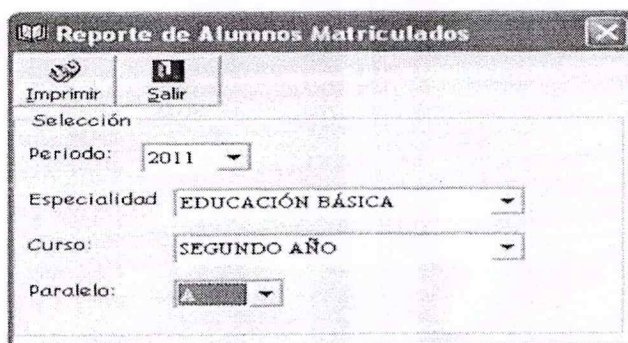 Reporte de Alumnos Matriculados
Imprimir Salir
Selección
Periodo: 2011
Especialidad EDUCACIÓN BÁSICA
Curso: SEGUNDO AÑO
Paralelo: A